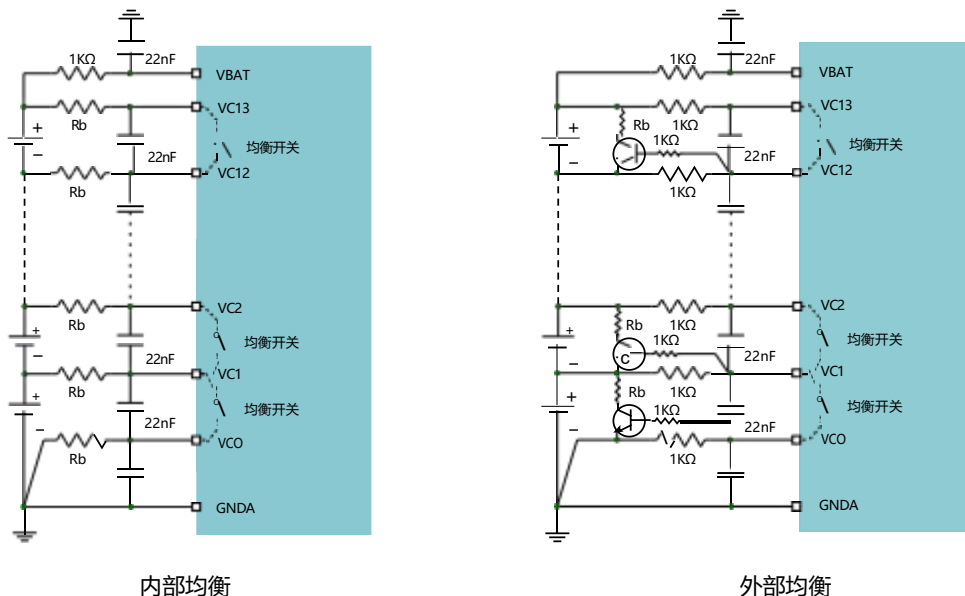 1KΩ
22nF
VBAT
VC13
Rb
均衡开关
22nF
VC12
Rb
VC2
Rb
均衡开关
+
−
22nF
VC1
Rb
+
均衡开关
−
22nF
VCO
Rb
GNDA
+
−
内部均衡
22nF
1KΩ
VBAT
VC13
1KΩ
Rb
+
1KΩ
均衡开关
22nF
−
VC12
1KΩ
VC2
1KΩ
Rb
+
均衡开关
1KΩ
22nF
−
C
VC1
Rb
1KΩ
+
1KΩ
均衡开关
22nF
−
VCO
1KΩ
GNDA
外部均衡